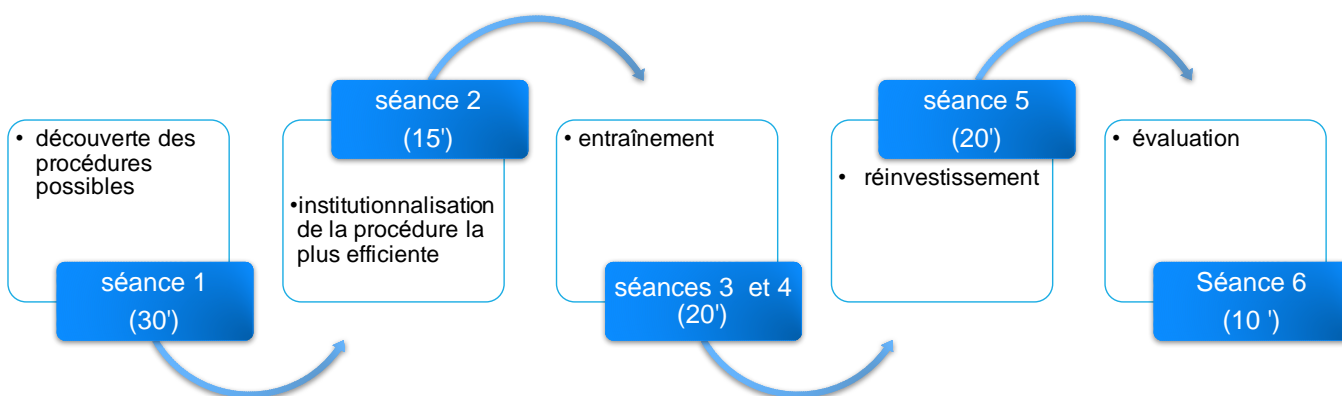 • découverte des
procédures
possibles
séance 1
(30')
séance 2
(15')
•institutionnalisation
de la procédure la
plus efficiente
• entraînement
séances 3 et 4
(20')
séance 5
(20')
• réinvestissement
• évaluation
Séance 6
(10 ')